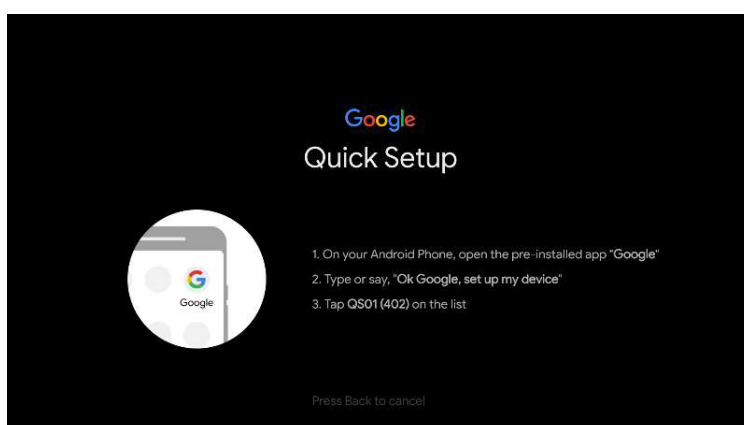 Google
Quick Setup
1. On your Android Phone, open the pre-installed app "Google"
2. Type or say, "Ok Google, set up my device"
3. Tap QS01 (402) on the list
G
Google
Press Back to cancel